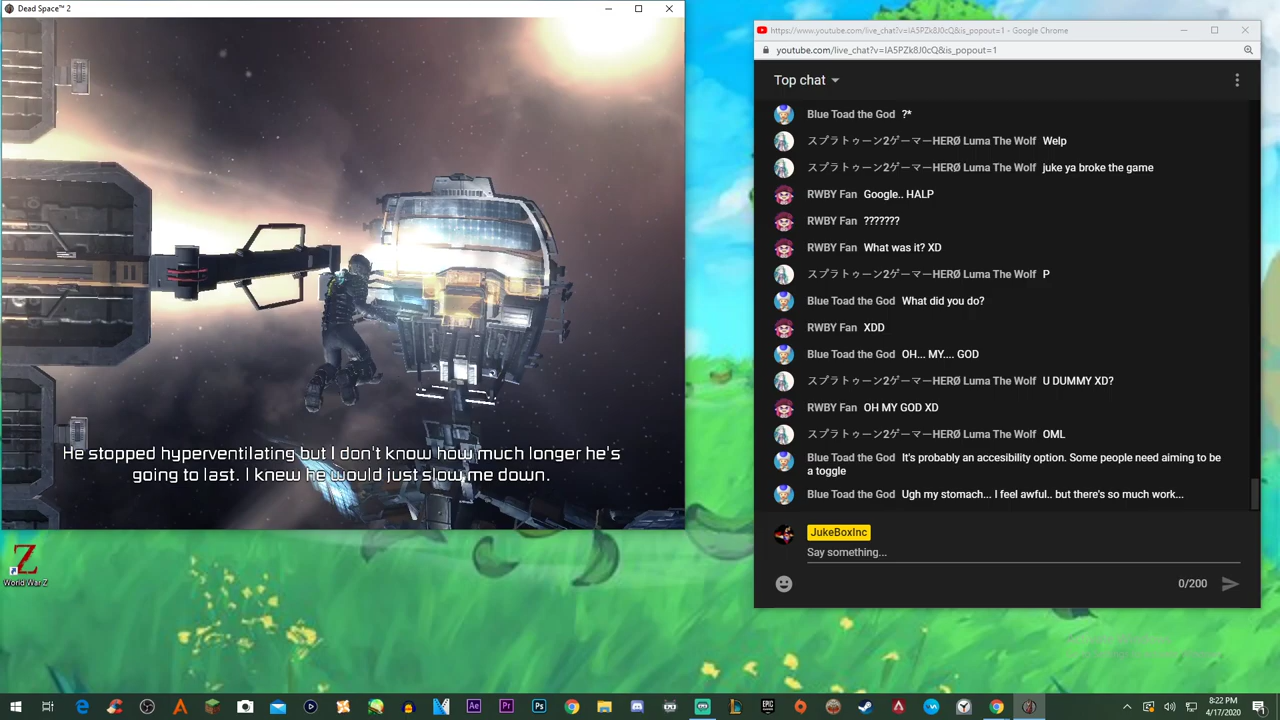 Dead Space™ 2
He stopped hyperventilating but I don't know how much longer he's
going to last. I knew he would just slow me down.
Z
World War Z
https://www.youtube.com/live_chat?v=IA5PZk8J0cQ&is_popout=1 - Google Chrome
youtube.com/live_chat?v=IA5PZk8J0cQ&is_popout=1
Top chat
Blue Toad the God ?*
スプラトゥーン2ゲーマーHERØ Luma The Wolf Welp
スプラトゥーン2ゲーマーHERØ Luma The Wolf juke ya broke the game
RWBY Fan Google.. HALP
RWBY Fan ???????
RWBY Fan What was it? XD
スプラトゥーン2ゲーマーHERØ Luma The Wolf P
Blue Toad the God What did you do?
RWBY Fan XDD
Blue Toad the God OH... MY.... GOD
スプラトゥーン2ゲーマーHERØ Luma The Wolf U DUMMY XD?
RWBY Fan OH MY GOD XD
スプラトゥーン2ゲーマーHERØ Luma The Wolf OML
Blue Toad the God It's probably an accesibility option. Some people need aiming to be
a toggle
Blue Toad the God Ugh my stomach... I feel awful.. but there's so much work...
JukeBoxInc
Say something...
0/200
Ae
Pr
Ps
EPIC
8:22 PM
4/17/2020